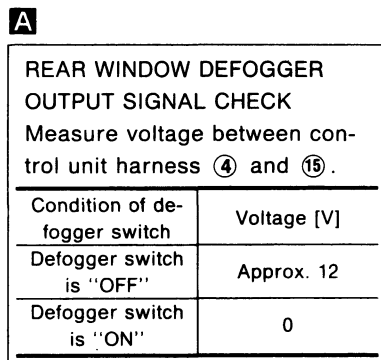 A
REAR WINDOW DEFOGGER
OUTPUT SIGNAL CHECK
Measure voltage between con-
trol unit harness ④ and ⑮.
Condition of de-
fogger switch
Voltage [V]
Defogger switch
is "OFF"
Approx. 12
Defogger switch
is "ON"
0